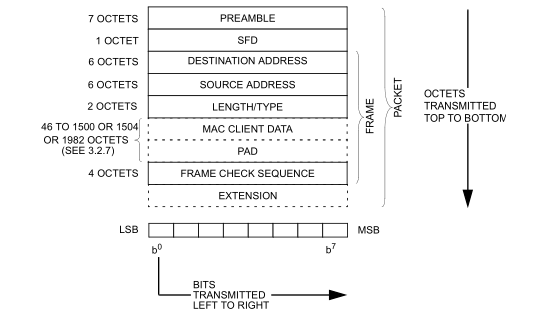 7 OCTETS PREAMBLE
1 OCTET SFD
6 OCTETS DESTINATION ADDRESS
6 OCTETS SOURCE ADDRESS
2 OCTETS LENGTH/TYPE
46 TO 1500 OR 1504
OR 1982 OCTETS
(SEE 3.2.7)
MAC CLIENT DATA
PAD
4 OCTETS FRAME CHECK SEQUENCE
EXTENSION
FRAME
PACKET
OCTETS
TRANSMITTED
TOP TO BOTTOM
LSB MSB
b0 b7
BITS
TRANSMITTED
LEFT TO RIGHT